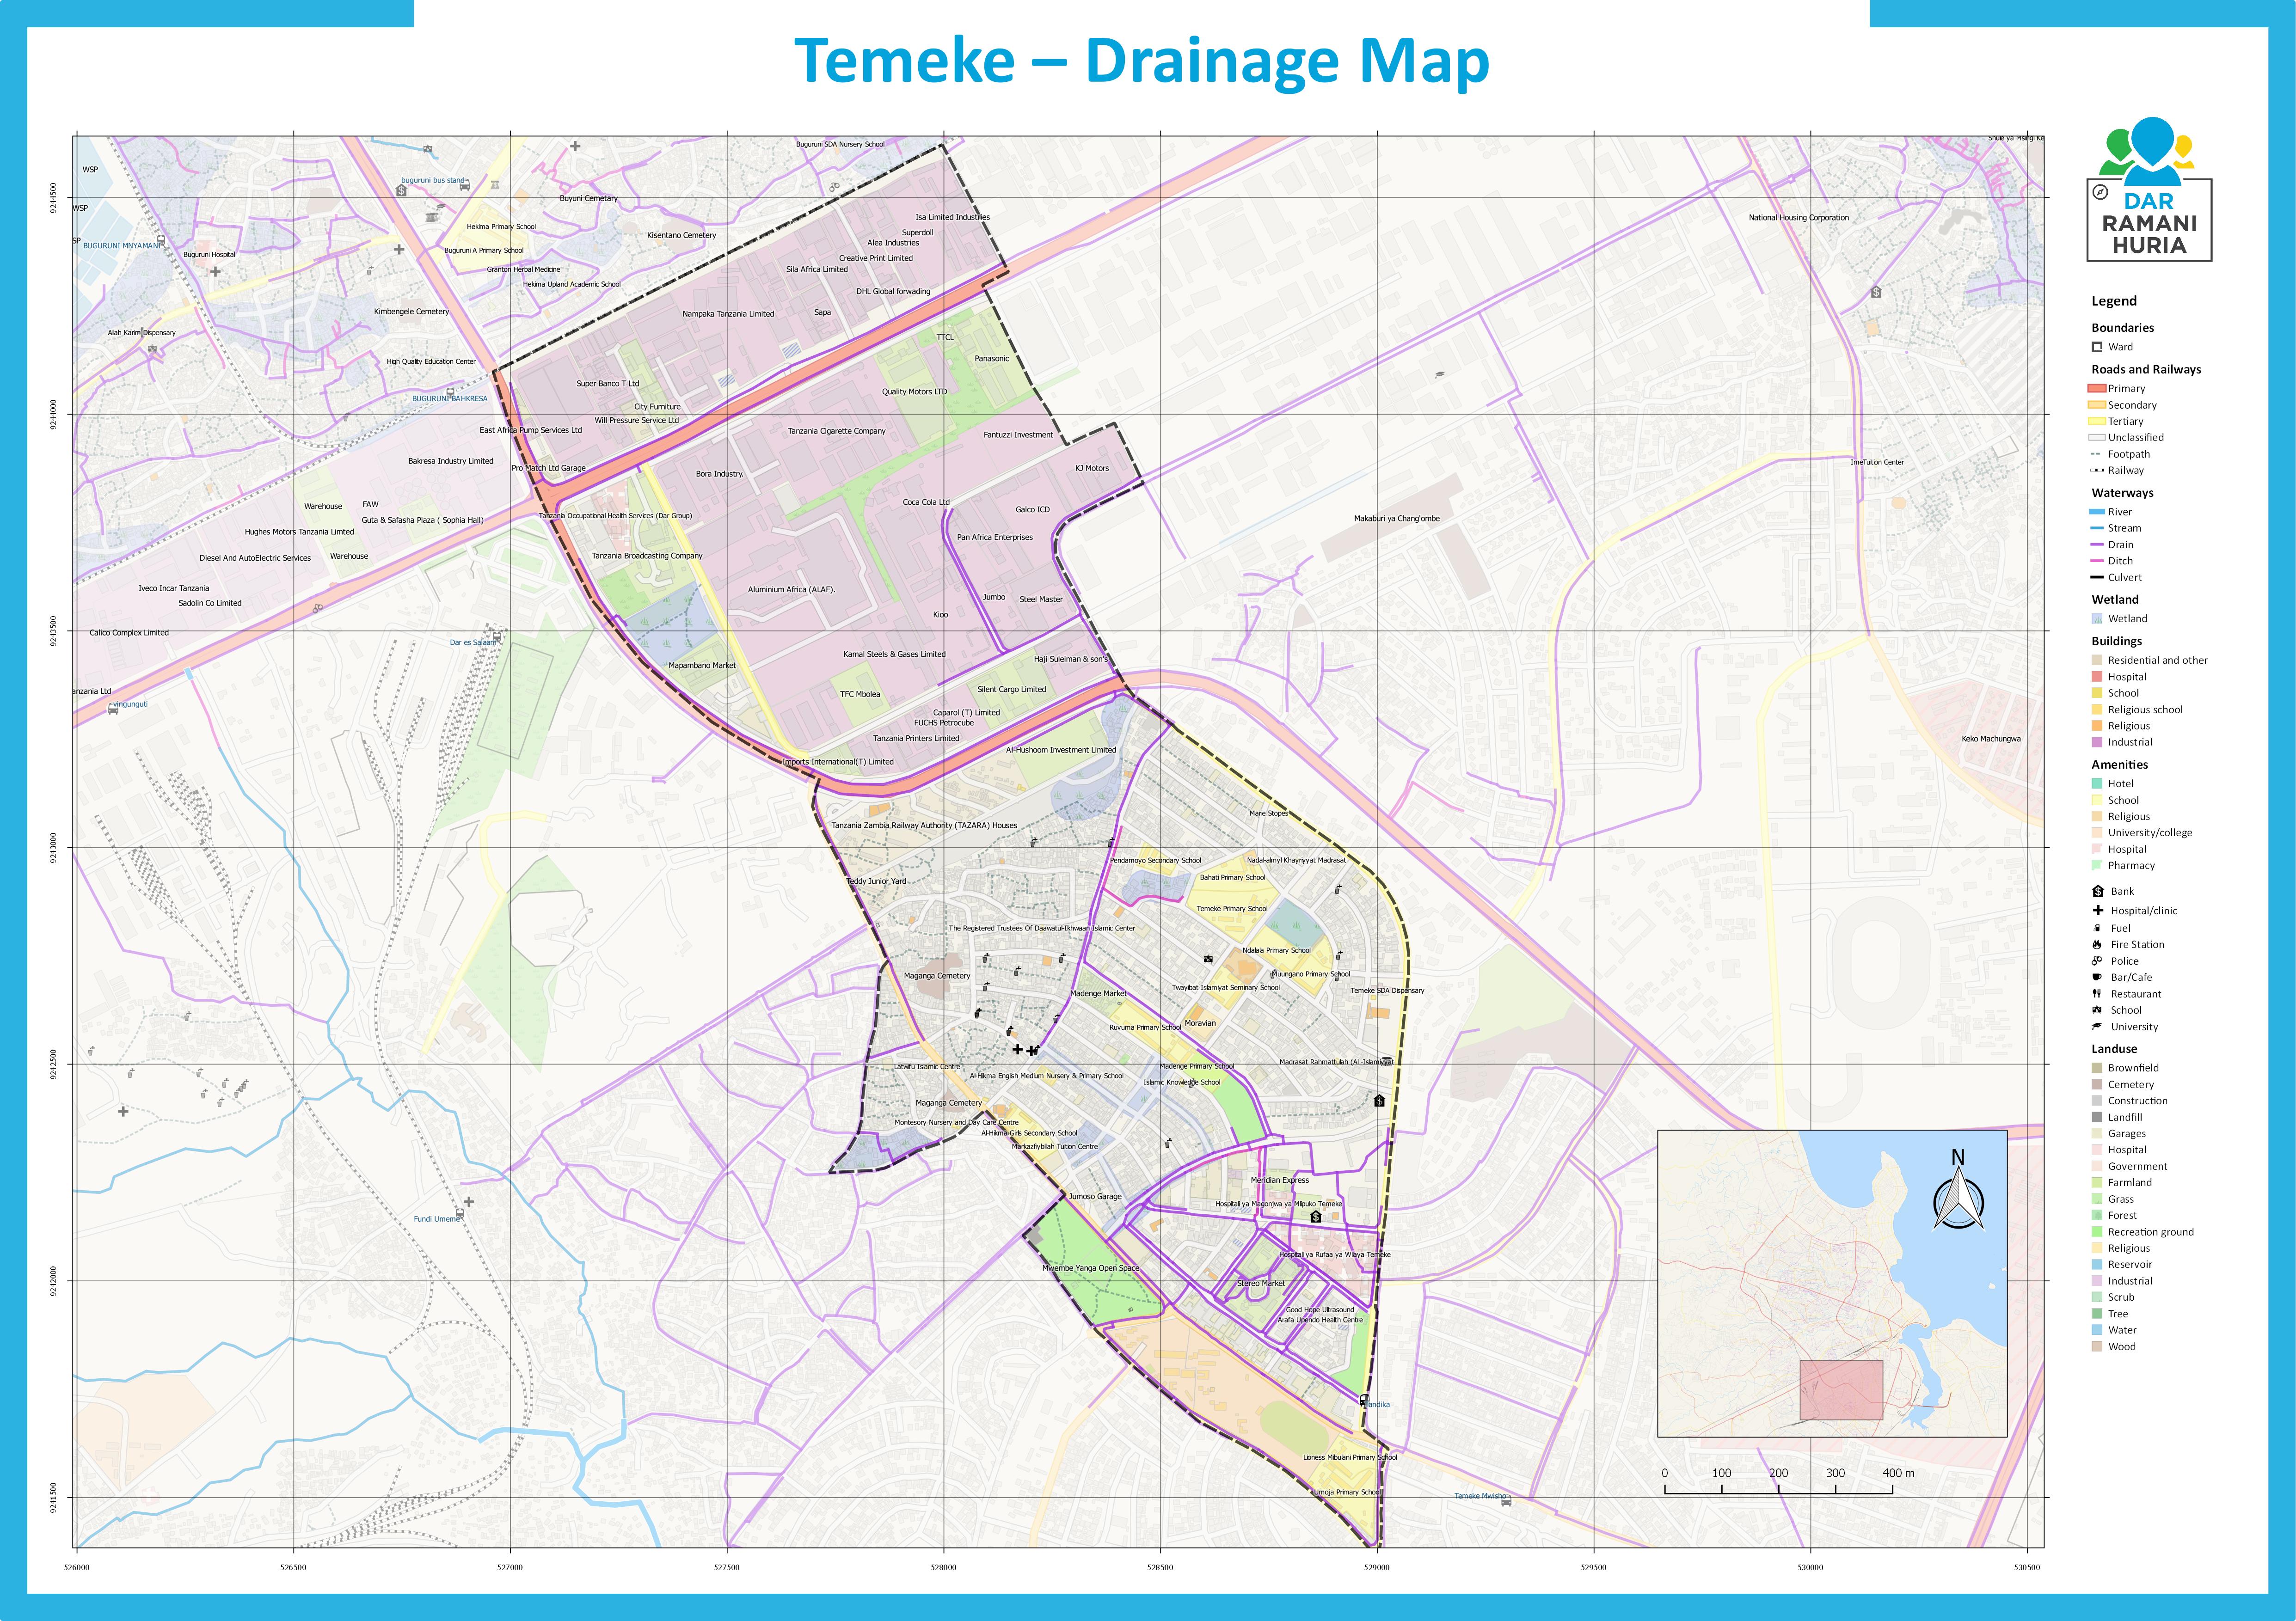 Temeke – Drainage Map
DAR
RAMANI
HURIA
Legend
Boundaries
Ward
Roads and Railways
Primary
Secondary
Tertiary
Unclassified
Footpath
Railway
Waterways
River
Stream
Drain
Ditch
Culvert
Wetland
Wetland
Buildings
Residential and other
Hospital
School
Religious school
Religious
Industrial
Amenities
Hotel
School
Religious
University/college
Hospital
Pharmacy
Bank
Hospital/clinic
Fuel
Fire Station
Police
Bar/Cafe
Restaurant
School
University
Landuse
Brownfield
Cemetery
Construction
Landfill
Garages
Hospital
Government
Farmland
Grass
Forest
Recreation ground
Religious
Reservoir
Industrial
Scrub
Tree
Water
Wood
Buguruni SDA Nursery School
WSP
buguruni bus stand
Buyuni Cemetary
WSP
Isa Limited Industries
National Housing Corporation
Hekima Primary School
Superdoll
Kisentano Cemetery
SP
BUGURUNI MNYAMANI
Alea Industries
Buguruni A Primary School
Buguruni Hospital
Creative Print Limited
Granton Herbal Medicine
Sila Africa Limited
Hekima Upland Academic School
DHL Global forwading
Kimbengele Cemetery
Nampaka Tanzania Limited
Sapa
Allah Karim Dispensary
TTCL
High Quality Education Center
Panasonic
Super Banco T Ltd
Quality Motors LTD
BUGURUNI BAHKRESA
City Furniture
Will Pressure Service Ltd
East Africa Pump Services Ltd
Tanzania Cigarette Company
Fantuzzi Investment
Bakresa Industry Limited
ImeTuition Center
Pro Match Ltd Garage
KJ Motors
Bora Industry.
Coca Cola Ltd
Warehouse
FAW
Galco ICD
Tanzania Occupational Health Services (Dar Group)
Makaburi ya Chang'ombe
Guta & Safasha Plaza ( Sophia Hall)
Hughes Motors Tanzania Limted
Pan Africa Enterprises
Diesel And AutoElectric Services
Warehouse
Tanzania Broadcasting Company
Iveco Incar Tanzania
Aluminium Africa (ALAF).
Jumbo
Steel Master
Sadolin Co Limited
Kioo
Calico Complex Limited
Dar es Salaam
Kamal Steels & Gases Limited
Haji Suleiman & son's
Mapambano Market
anzania Ltd
TFC Mbolea
Silent Cargo Limited
vingunguti
Caparol (T) Limited
FUCHS Petrocube
Tanzania Printers Limited
Keko Machungwa
Al-Hushoom Investment Limited
Imports International(T) Limited
Marie Stopes
Tanzania Zambia Railway Authority (TAZARA) Houses
Pendamoyo Secondary School
Nadal-almyl Khayriyyat Madrasat
Teddy Junior Yard
Bahati Primary School
Temeke Primary School
The Registered Trustees Of Daawatul-Ikhwaan Islamic Center
Ndalala Primary School
Maganga Cemetery
Muungano Primary School
Twayibat Islamiyat Seminary School
Temeke SDA Dispensary
Madenge Market
Moravian
Ruvuma Primary School
Latwifu Islamic Centre
Madenge Primary School
Madrasat Rahmattulah (Al -Islamiyyat
Al-Hikma English Medium Nursery & Primary School
Islamic Knowledge School
Maganga Cemetery
Montesory Nursery and Day Care Centre
Al-Hikma Girls Secondary School
Markazfiybillah Tuition Centre
Meridian Express
Jumoso Garage
Hospitali ya Magonjwa ya Mlipuko Temeke
Fundi Umeme
Hospitali ya Rufaa ya Wilaya Temeke
Mwembe Yanga Open Space
Stereo Market
Good Hope Ultrasound
Arafa Upendo Health Centre
Lioness Mibulani Primary School
Umoja Primary School
Temeke Mwisho
N
0 100 200 300 400 m
9244500
9244000
9243500
9243000
9242500
9242000
9241500
526000 526500 527000 527500 528000 528500 529000 529500 530000 530500